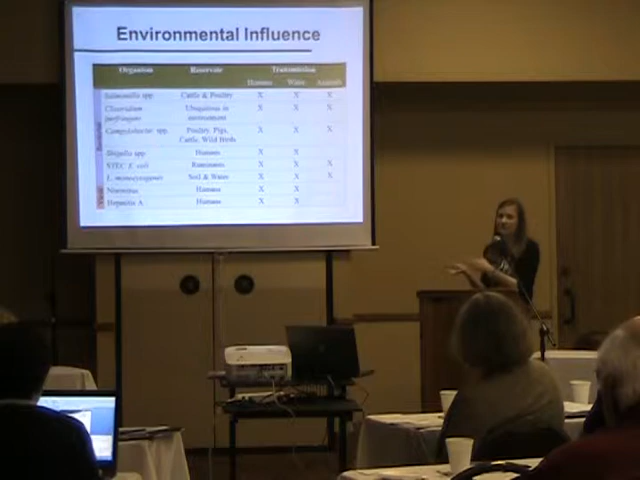 Environmental Influence
Organism Reservoir Transmission
Humans Water Animals
Salmonella spp. Cattle & Poultry X X X
Clostridium perfringens Ubiquitous in environment X X X
Campylobacter spp. Poultry, Pigs, Cattle, Wild Birds X X X
Shigella spp. Humans X X
STEC E. coli Ruminants X X X
L. monocytogenes Soil & Water X X X
Norovirus Humans X X
Hepatitis A Humans X X